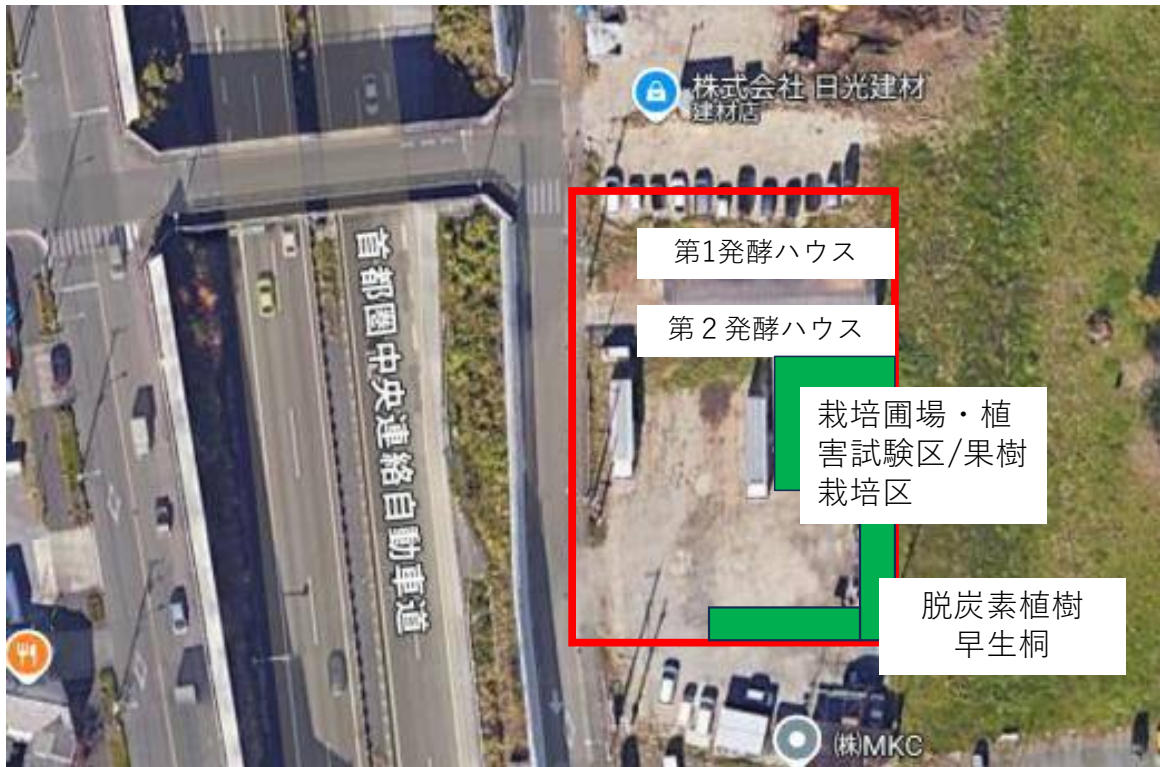 株式会社 日光建材
建材店
第1発酵ハウス
第２発酵ハウス
首都圏中央連絡自動車道
栽培圃場・植
害試験区/果樹
栽培区
脱炭素植樹
早生桐
㈱MKC